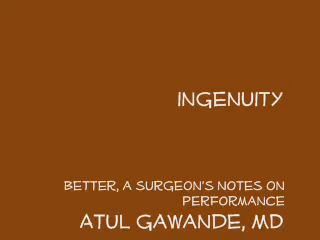 INGENUITY
BETTER, A SURGEON'S NOTES ON
PERFORMANCE
ATUL GAWANDE, MD